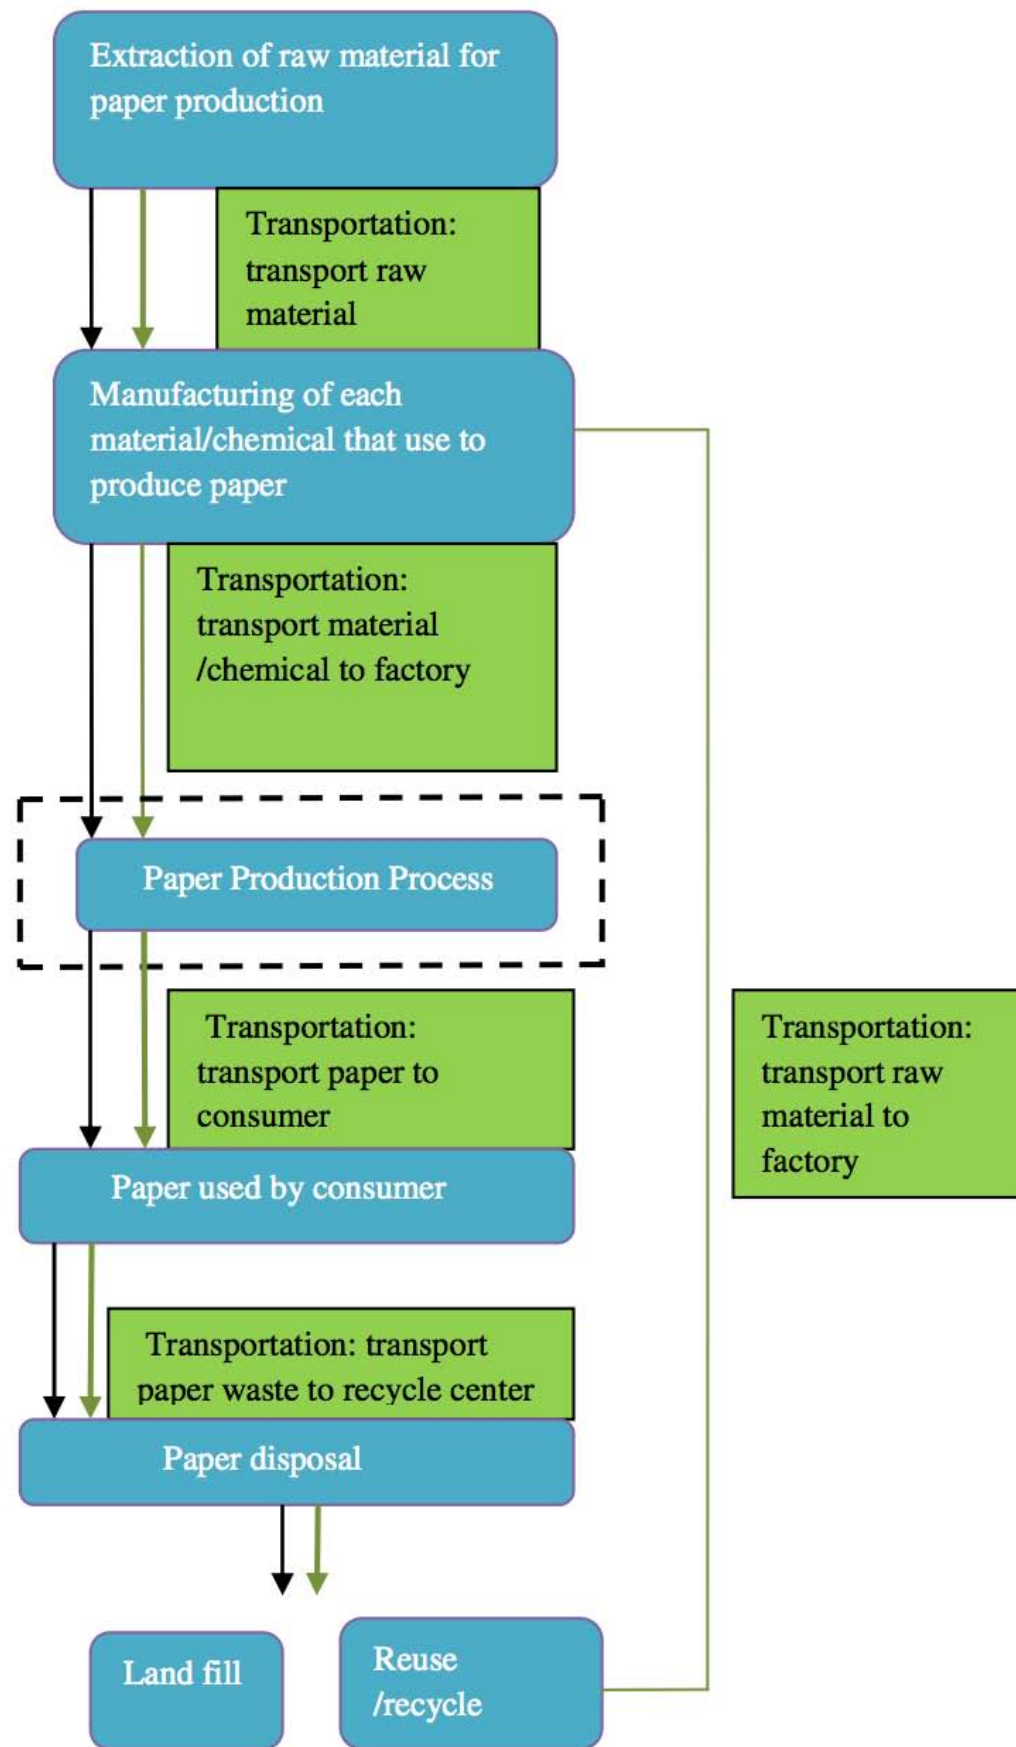 Extraction of raw material for
paper production
Transportation:
transport raw
material
Manufacturing of each
material/chemical that use to
produce paper
Transportation:
transport material
/chemical to factory
Paper Production Process
Transportation:
transport paper to
consumer
Transportation:
transport raw
material to
factory
Paper used by consumer
Transportation: transport
paper waste to recycle center
Paper disposal
Land fill
Reuse
/recycle